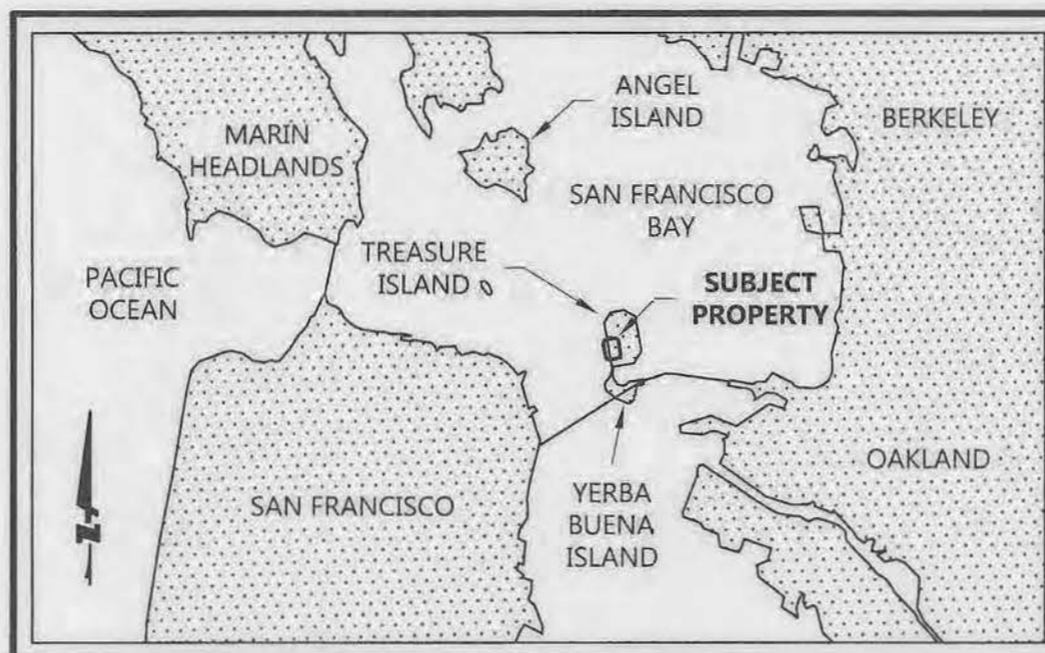 ANGEL
ISLAND
BERKELEY
MARIN
HEADLANDS
SAN FRANCISCO
BAY
TREASURE
ISLAND
SUBJECT
PROPERTY
PACIFIC
OCEAN
OAKLAND
SAN FRANCISCO
YERBA
BUENA
ISLAND
N